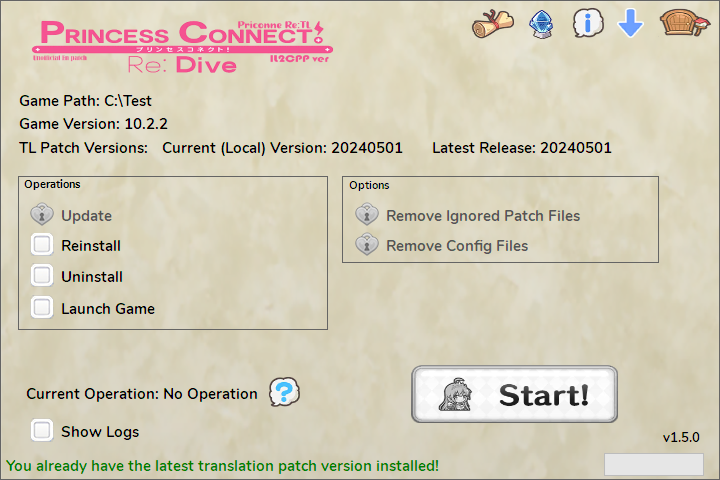 Priconne Re:TL
PRINCESS CONNECT!
プリンセスコネクト!
Unofficial En patch
IL2CPP ver
Re: Dive
Game Path: C:\Test
Game Version: 10.2.2
TL Patch Versions: Current (Local) Version: 20240501 Latest Release: 20240501
Operations
Update
Reinstall
Uninstall
Launch Game
Options
Remove Ignored Patch Files
Remove Config Files
Current Operation: No Operation ?
Start!
Show Logs
v1.5.0
You already have the latest translation patch version installed!